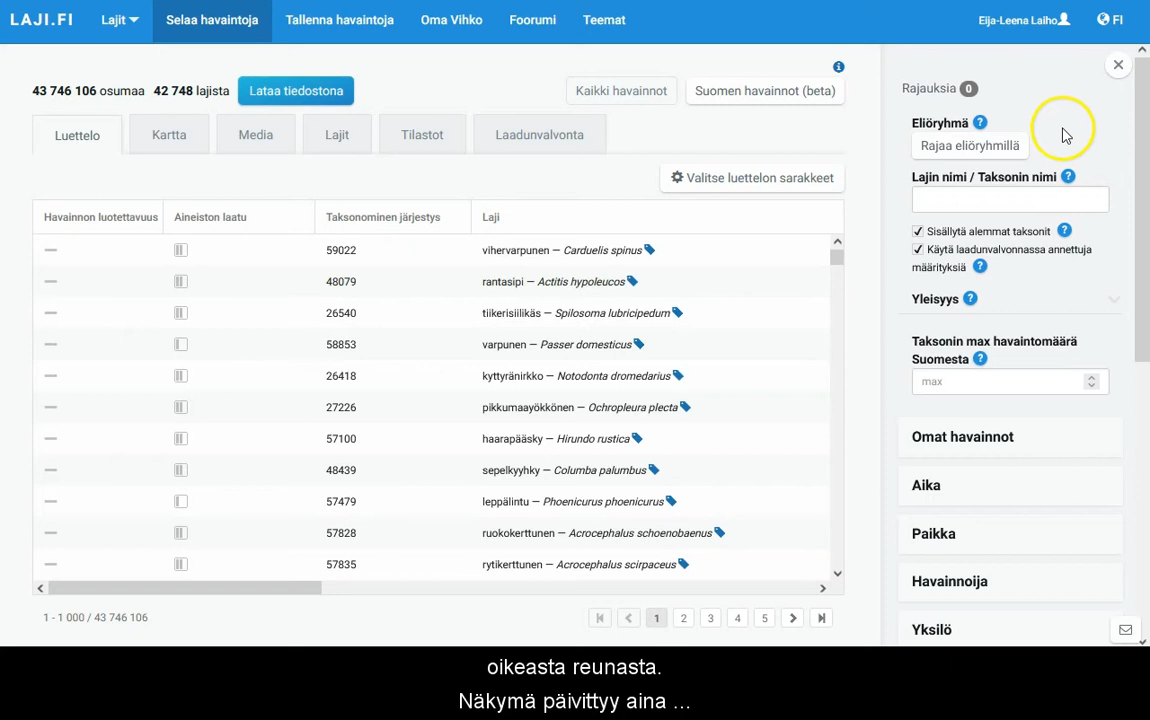 LAJI.FI Lajit Selaa havaintoja Tallenna havaintoja Oma Vihko Foorumi Teemat Eija-Leena Laiho FI
43 746 106 osumaa 42 748 lajista Lataa tiedostona Kaikki havainnot Suomen havainnot (beta)
Luettelo Kartta Media Lajit Tilastot Laadunvalvonta
Valitse luettelon sarakkeet
Havainnon luotettavuus Aineiston laatu Taksonominen järjestys Laji
59022 vihervarpunen — Carduelis spinus
48079 rantasipi — Actitis hypoleucos
26540 tiikerisiilikäs — Spilosoma lubricipedum
58853 varpunen — Passer domesticus
26418 kyttyränirkko — Notodonta dromedarius
27226 pikkumaayökkönen — Ochropleura plecta
57100 haarapääsky — Hirundo rustica
48439 sepelkyyhky — Columba palumbus
57479 leppälintu — Phoenicurus phoenicurus
57828 ruokokerttunen — Acrocephalus schoenobaenus
57835 rytikerttunen — Acrocephalus scirpaceus
1 - 1 000 / 43 746 106 1 2 3 4 5
Rajauksia 0
Eliöryhmä ?
Rajaa eliöryhmillä
Lajin nimi / Taksonin nimi ?
Sisällytä alemmat taksonit ?
Käytä laadunvalvonnassa annettuja
määrityksiä ?
Yleisyys ?
Taksonin max havaintomäärä
Suomesta ?
max
Omat havainnot
Aika
Paikka
Havainnoija
Yksilö
oikeasta reunasta.
Näkymä päivittyy aina ...